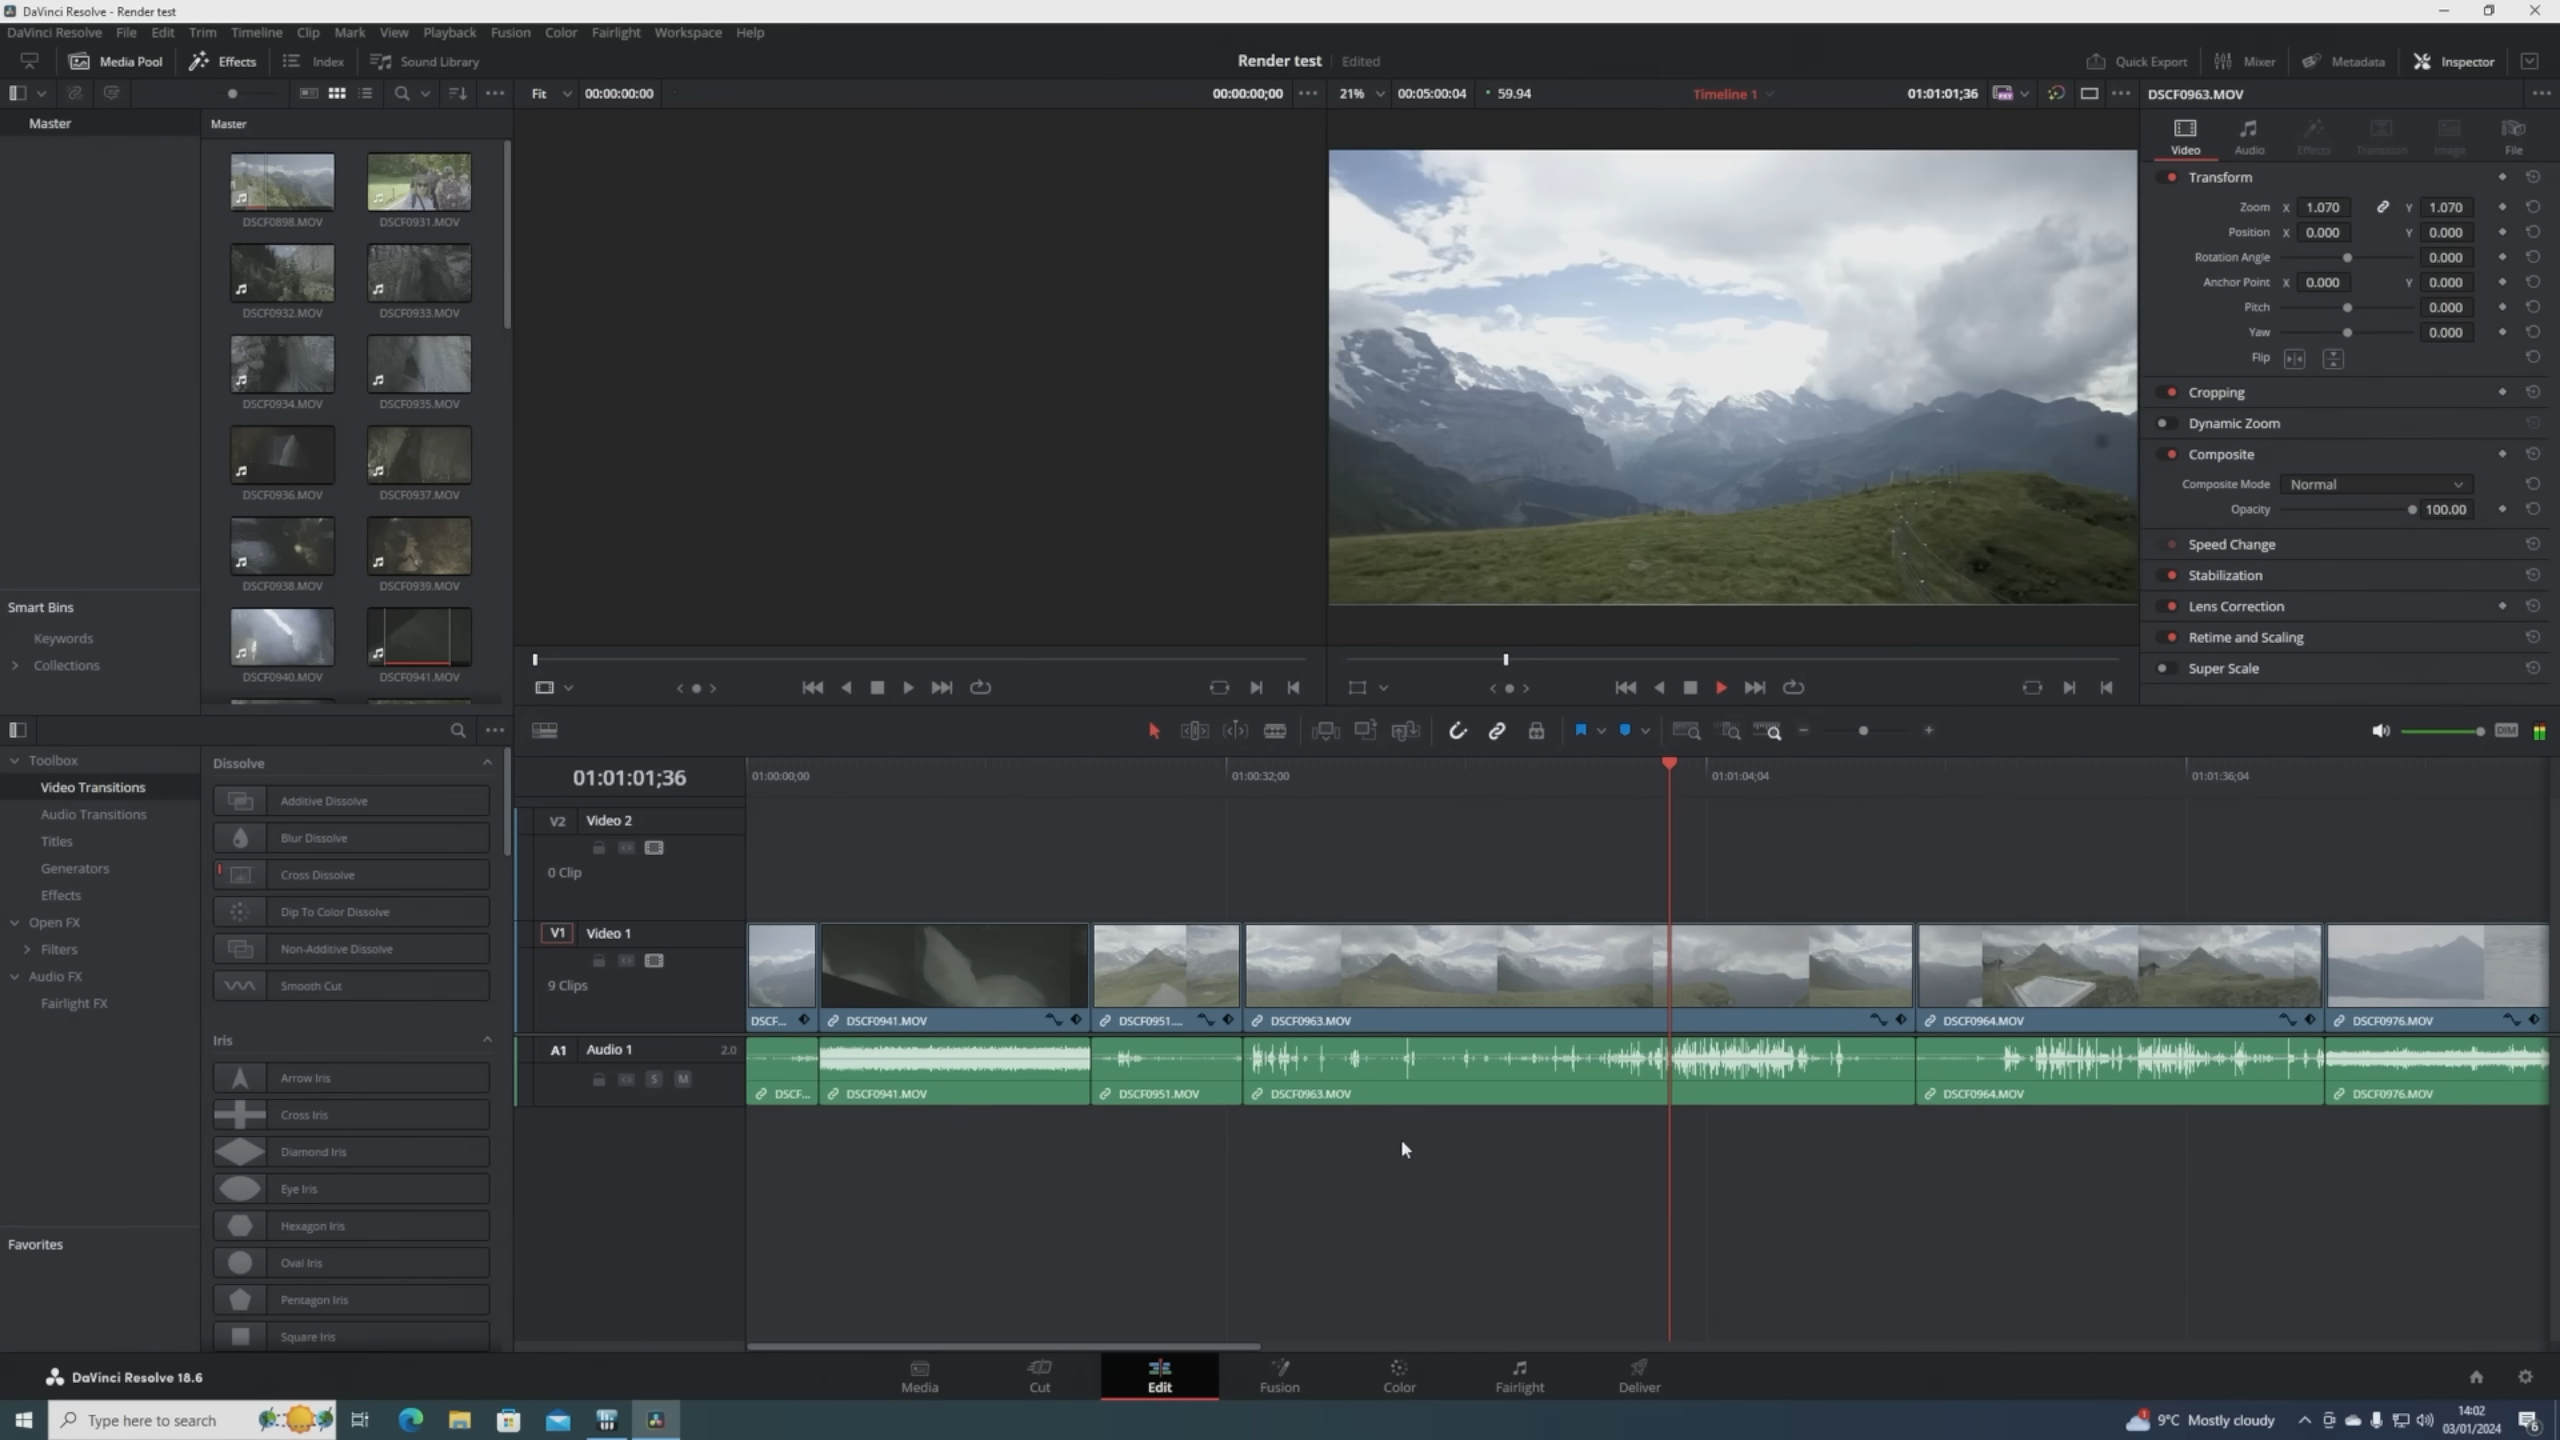 DaVinci Resolve - Render test
DaVinci Resolve File Edit Trim Timeline Clip Mark View Playback Fusion Color Fairlight Workspace Help
Media Pool Effects Index Sound Library Render test Edited Quick Export Mixer Metadata Inspector
Fit 00:00:00:00 00:00:00;00 21% 00:05:00:04 59.94 Timeline 1 01:01:01;36 DSCF0963.MOV
Master Master
DSCF0898.MOV DSCF0931.MOV
DSCF0932.MOV DSCF0933.MOV
DSCF0934.MOV DSCF0935.MOV
DSCF0936.MOV DSCF0937.MOV
DSCF0938.MOV DSCF0939.MOV
DSCF0940.MOV DSCF0941.MOV
Smart Bins
Keywords
Collections
Video Audio Effects Transition Image File
Transform
Zoom X 1.070 Y 1.070
Position X 0.000 Y 0.000
Rotation Angle 0.000
Anchor Point X 0.000 Y 0.000
Pitch 0.000
Yaw 0.000
Flip
Cropping
Dynamic Zoom
Composite
Composite Mode Normal
Opacity 100.00
Speed Change
Stabilization
Lens Correction
Retime and Scaling
Super Scale
DIM
Toolbox
Video Transitions
Audio Transitions
Titles
Generators
Effects
Open FX
Filters
Audio FX
Fairlight FX
Favorites
Dissolve
Additive Dissolve
Blur Dissolve
Cross Dissolve
Dip To Color Dissolve
Non-Additive Dissolve
Smooth Cut
Iris
Arrow Iris
Cross Iris
Diamond Iris
Eye Iris
Hexagon Iris
Oval Iris
Pentagon Iris
Square Iris
01:01:01;36 01:00:00;00 01:00:32;00 01:01:04;04 01:01:36;04
V2 Video 2
0 Clip
V1 Video 1
9 Clips
DSCF... DSCF0941.MOV DSCF0951.... DSCF0963.MOV DSCF0964.MOV DSCF0976.MOV
A1 Audio 1 2.0
S M
DSCF... DSCF0941.MOV DSCF0951.MOV DSCF0963.MOV DSCF0964.MOV DSCF0976.MOV
DaVinci Resolve 18.6 Media Cut Edit Fusion Color Fairlight Deliver
Type here to search 1 9°C Mostly cloudy 14:02
03/01/2024 6